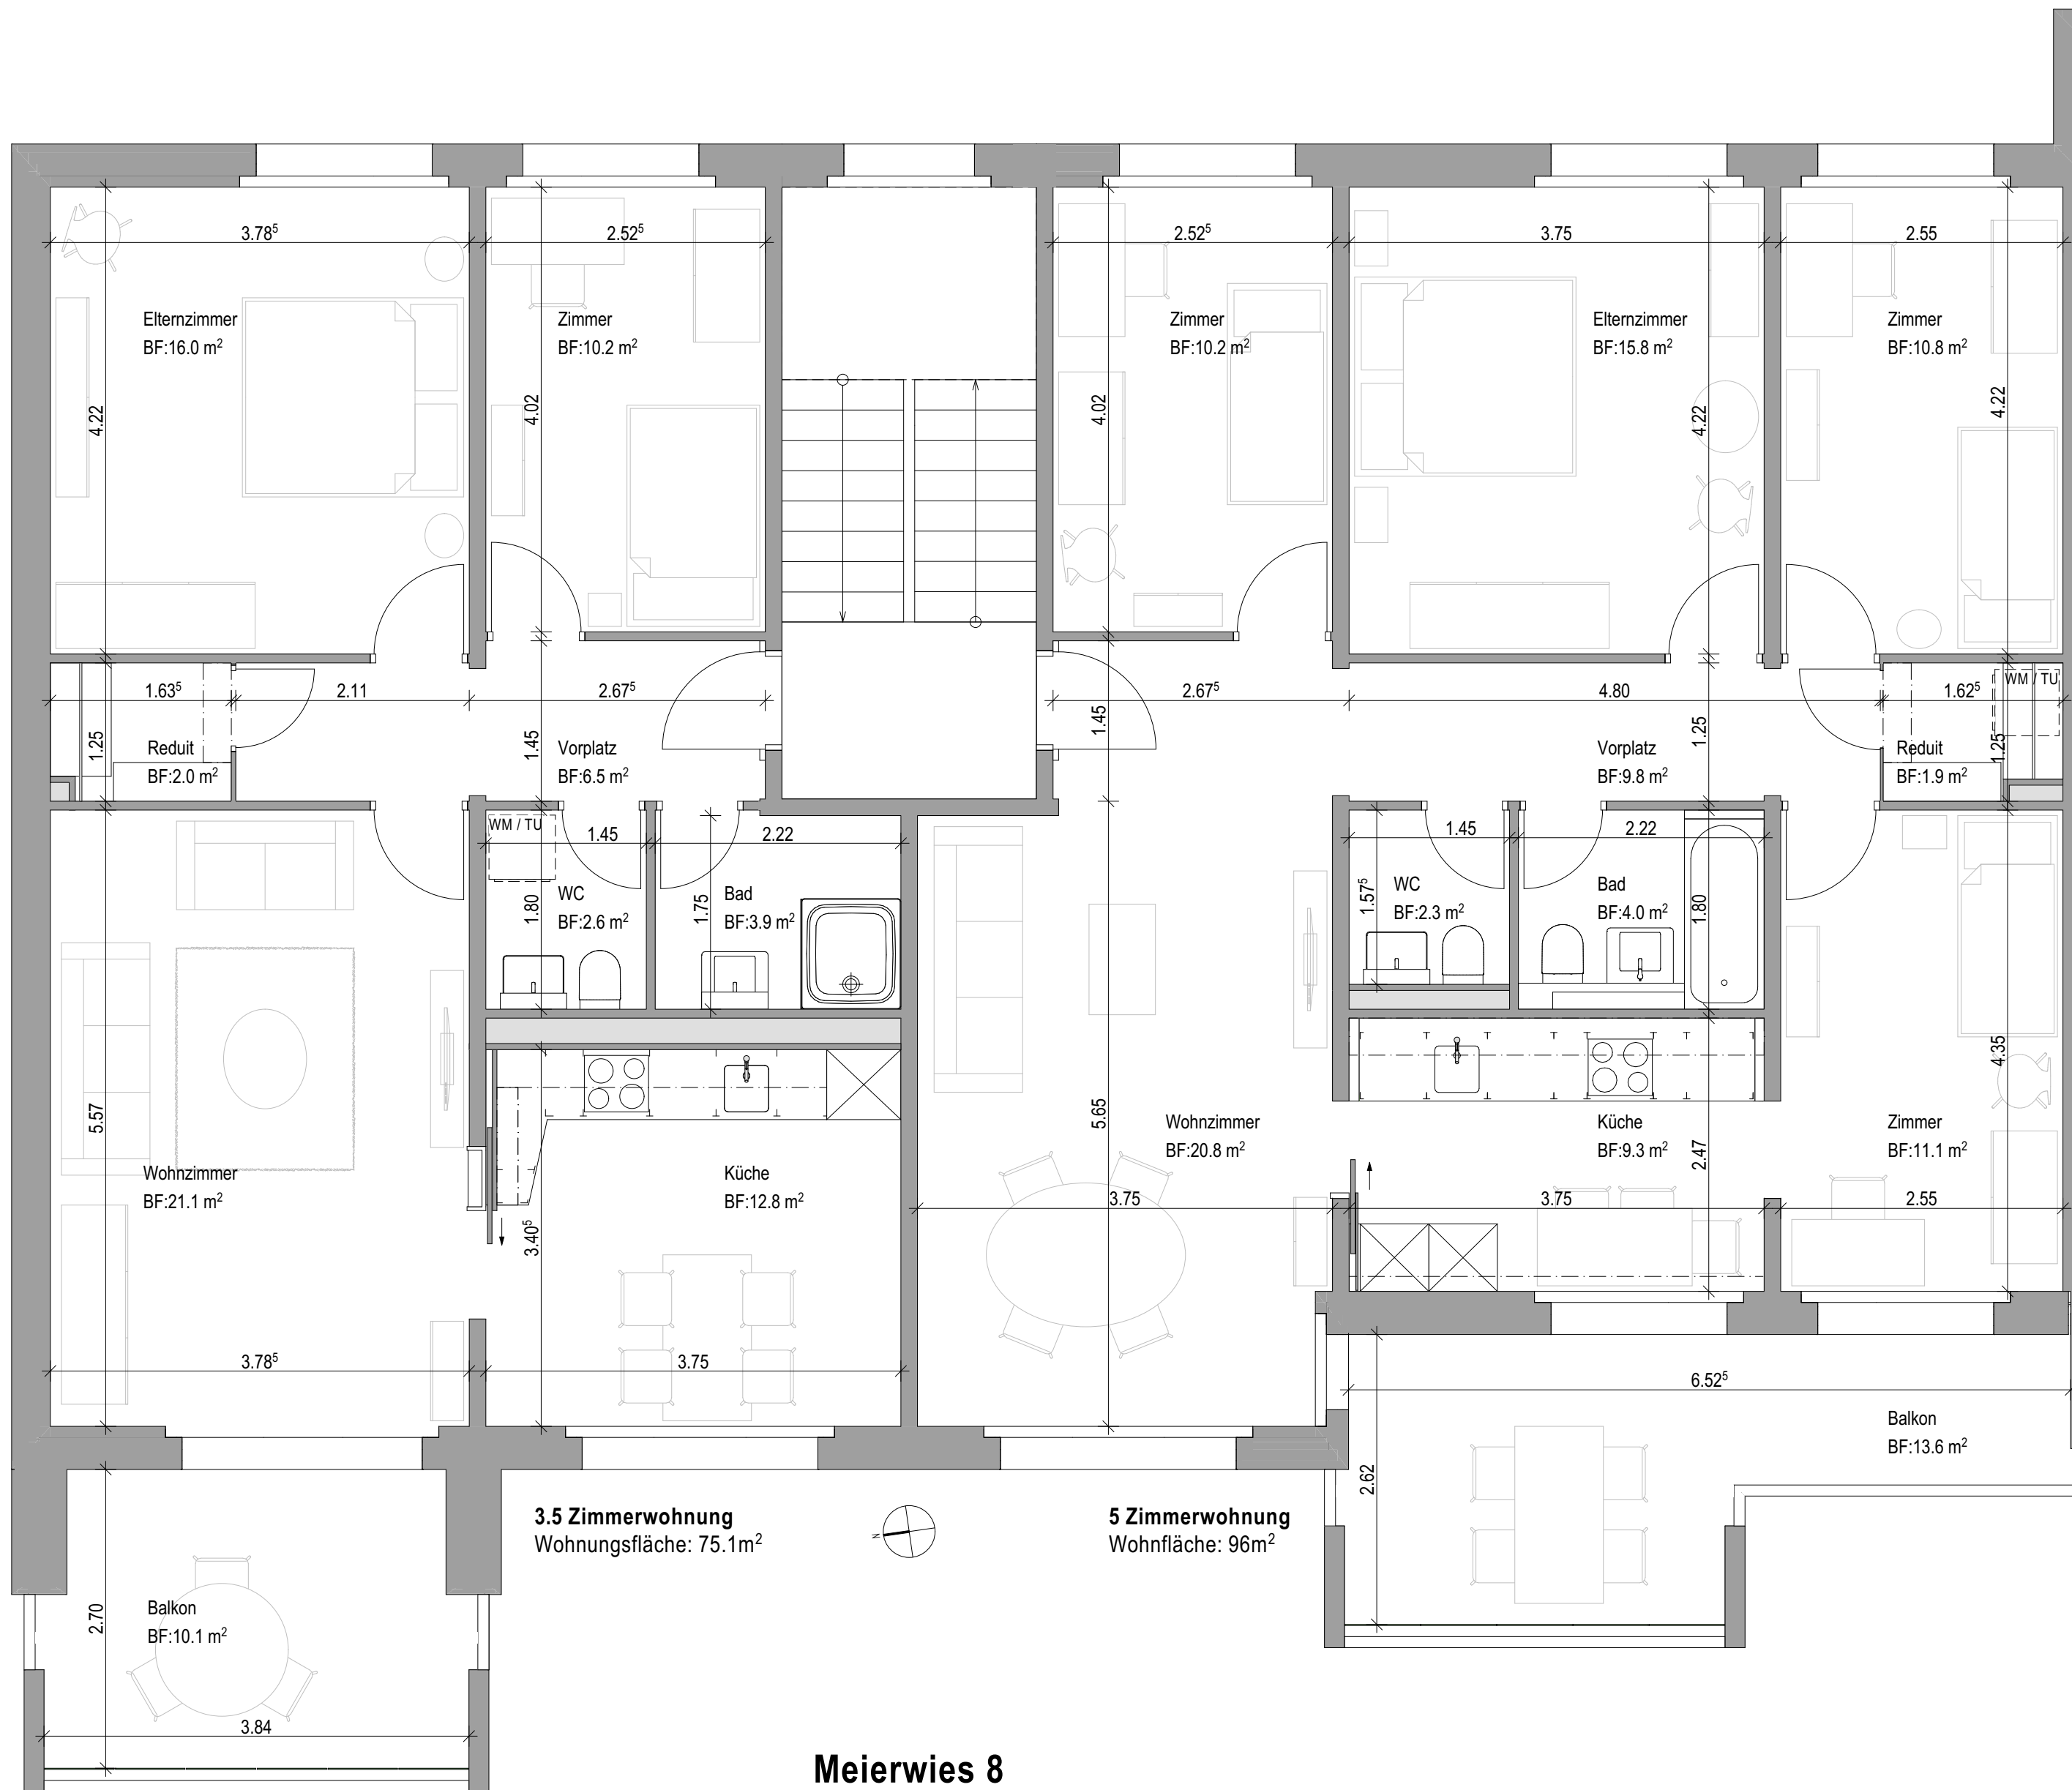 3.78⁵
2.52⁵
2.52⁵
3.75
2.55
Elternzimmer
BF:16.0 m²
Zimmer
BF:10.2 m²
Zimmer
BF:10.2 m²
Elternzimmer
BF:15.8 m²
Zimmer
BF:10.8 m²
4.22
4.02
4.02
4.22
4.22
1.63⁵
2.11
2.67⁵
2.67⁵
4.80
1.62⁵
WM / TU
1.25
1.45
1.45
1.25
1.25
Reduit
BF:2.0 m²
Vorplatz
BF:6.5 m²
Vorplatz
BF:9.8 m²
Reduit
BF:1.9 m²
WM / TU
1.45
2.22
1.45
2.22
WC
BF:2.6 m²
Bad
BF:3.9 m²
WC
BF:2.3 m²
Bad
BF:4.0 m²
1.80
1.75
1.57⁵
1.80
5.57
3.40⁵
5.65
2.47
4.35
Wohnzimmer
BF:21.1 m²
Küche
BF:12.8 m²
Wohnzimmer
BF:20.8 m²
Küche
BF:9.3 m²
Zimmer
BF:11.1 m²
3.75
3.75
2.55
3.78⁵
3.75
6.52⁵
Balkon
BF:13.6 m²
2.62
3.5 Zimmerwohnung
Wohnungsfläche: 75.1m²
N
5 Zimmerwohnung
Wohnfläche: 96m²
2.70
Balkon
BF:10.1 m²
3.84
Meierwies 8